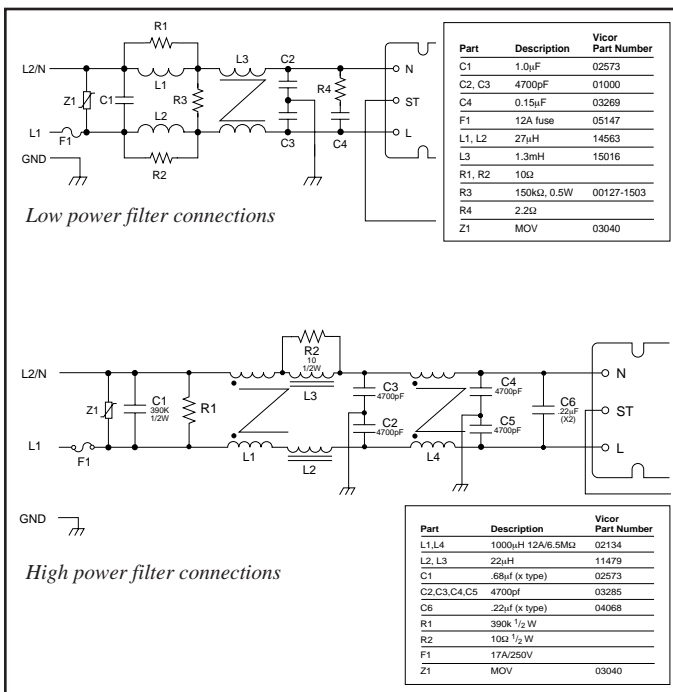 R1
L3
C2
L2/N
N
L1
R4
Z1
C1
R3
ST
L2
L1
L
F1
C3
C4
GND
R2
Low power filter connections
Part Description Vicor Part Number
C1 1.0µF 02573
C2, C3 4700pF 01000
C4 0.15µF 03269
F1 12A fuse 05147
L1, L2 27µH 14563
L3 1.3mH 15016
R1, R2 10Ω
R3 150kΩ, 0.5W 00127-1503
R4 2.2Ω
Z1 MOV 03040
R2
10
1/2W
L2/N
N
L3
C3
4700pF
C4
4700pF
Z1
C1
390K
1/2W
R1
C6
.22µF
(X2)
ST
C2
4700pF
C5
4700pF
L1
F1
L1
L2
L4
L
GND
High power filter connections
Part Description Vicor Part Number
L1,L4 1000µH 12A/6.5MΩ 02134
L2, L3 22µH 11479
C1 .68µf (x type) 02573
C2,C3,C4,C5 4700pf 03285
C6 .22µf (x type) 04068
R1 390k 1/2 W
R2 10Ω 1/2 W
F1 17A/250V
Z1 MOV 03040